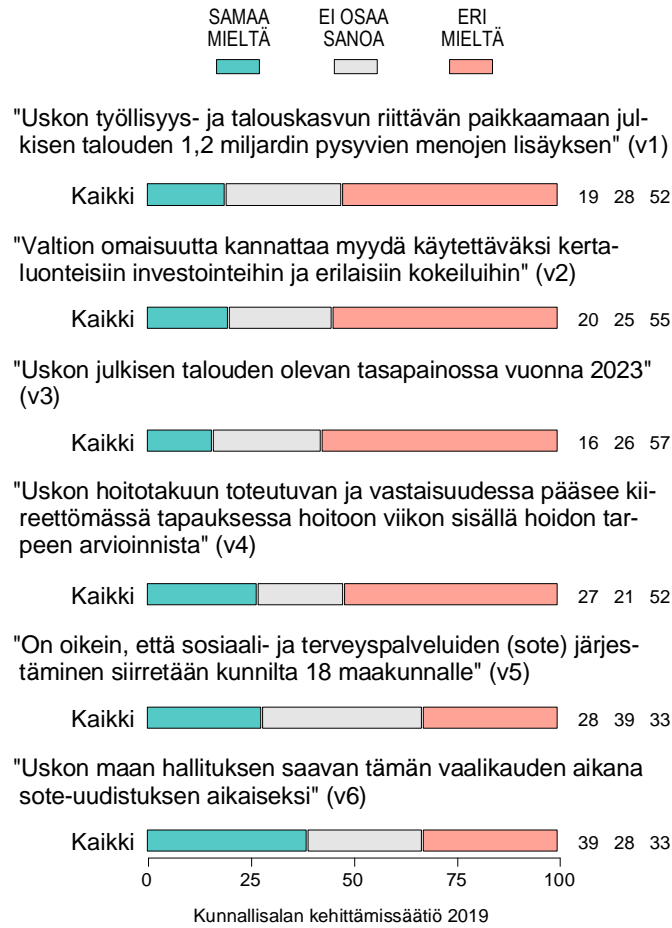 SAMAA MIELTÄ
EI OSAA SANOA
ERI MIELTÄ
"Uskon työllisyys- ja talouskasvun riittävän paikkaamaan jul-
kisen talouden 1,2 miljardin pysyvien menojen lisäyksen" (v1)
Kaikki 19 28 52
"Valtion omaisuutta kannattaa myydä käytettäväksi kerta-
luonteisiin investointeihin ja erilaisiin kokeiluihin" (v2)
Kaikki 20 25 55
"Uskon julkisen talouden olevan tasapainossa vuonna 2023"
(v3)
Kaikki 16 26 57
"Uskon hoitotakuun toteutuvan ja vastaisuudessa pääsee kii-
reettömässä tapauksessa hoitoon viikon sisällä hoidon tar-
peen arvioinnista" (v4)
Kaikki 27 21 52
"On oikein, että sosiaali- ja terveyspalveluiden (sote) järjes-
täminen siirretään kunnilta 18 maakunnalle" (v5)
Kaikki 28 39 33
"Uskon maan hallituksen saavan tämän vaalikauden aikana
sote-uudistuksen aikaiseksi" (v6)
Kaikki 39 28 33
0 25 50 75 100
Kunnallisalan kehittämissäätiö 2019